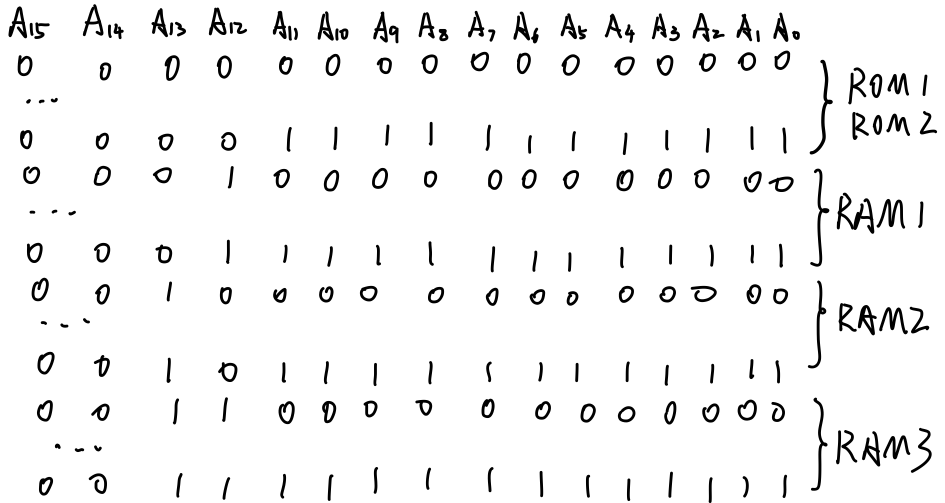 A₁₅ A₁₄ A₁₃ A₁₂ A₁₁ A₁₀ A₉ A₈ A₇ A₆ A₅ A₄ A₃ A₂ A₁ A₀
0 0 0 0 0 0 0 0 0 0 0 0 0 0 0 0
... ROM1
0 0 0 0 1 1 1 1 1 1 1 1 1 1 1 1 ROM2
0 0 0 1 0 0 0 0 0 0 0 0 0 0 0 0
... RAM1
0 0 0 1 1 1 1 1 1 1 1 1 1 1 1 1
0 0 1 0 0 0 0 0 0 0 0 0 0 0 0 0
... RAM2
0 0 1 0 1 1 1 1 1 1 1 1 1 1 1 1
0 0 1 1 0 0 0 0 0 0 0 0 0 0 0 0
... RAM3
0 0 1 1 1 1 1 1 1 1 1 1 1 1 1 1